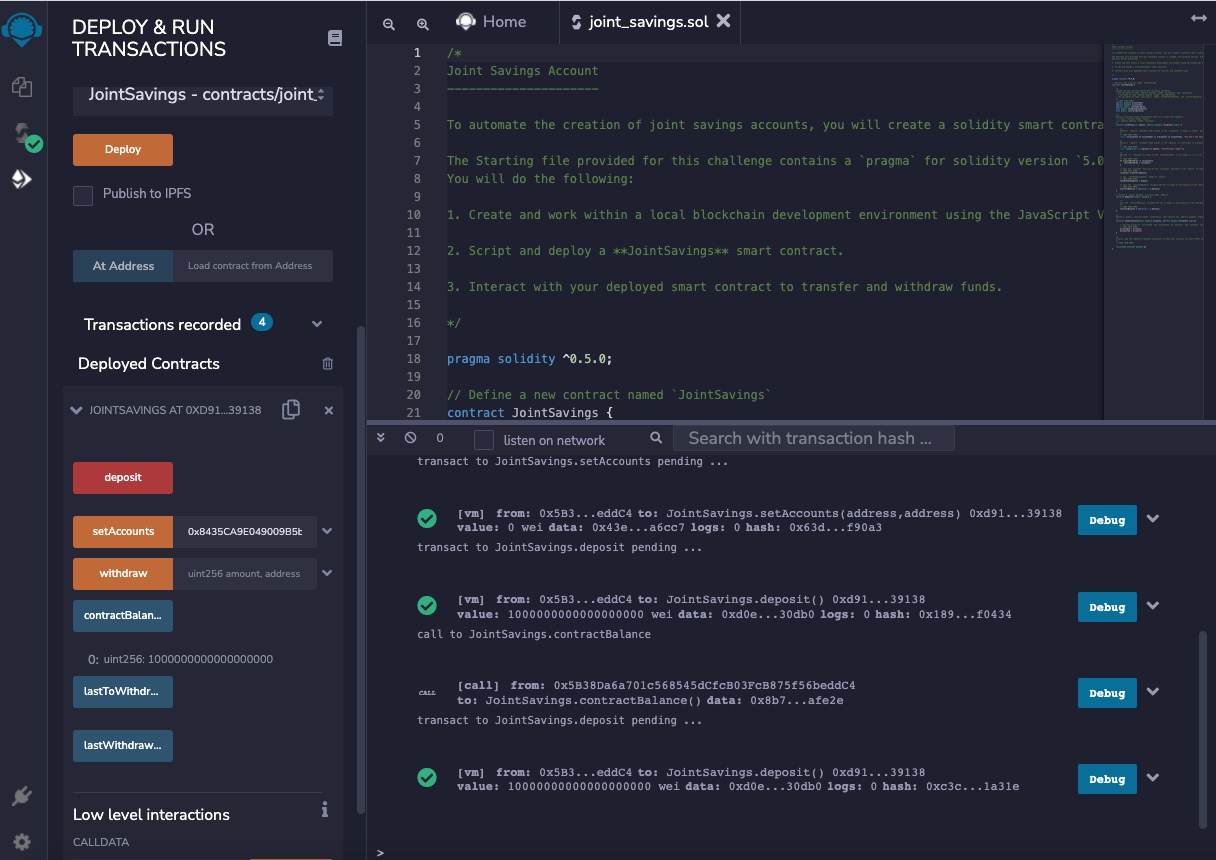 DEPLOY & RUN
TRANSACTIONS
JointSavings - contracts/joint_
Deploy
Publish to IPFS
OR
At Address
Load contract from Address
Transactions recorded 4
Deployed Contracts
JOINTSAVINGS AT 0XD91...39138
deposit
setAccounts
0x8435CA9E049009B5b
withdraw
uint256 amount, address
contractBalan...
0: uint256: 1000000000000000000
lastToWithdr...
lastWithdraw...
Low level interactions
CALLDATA
Home
joint_savings.sol
1 /*
2 Joint Savings Account
3 ---------------------
4
5 To automate the creation of joint savings accounts, you will create a solidity smart contra
6
7 The Starting file provided for this challenge contains a `pragma` for solidity version `5.0
8 You will do the following:
9
10 1. Create and work within a local blockchain development environment using the JavaScript V
11
12 2. Script and deploy a **JointSavings** smart contract.
13
14 3. Interact with your deployed smart contract to transfer and withdraw funds.
15
16 */
17
18 pragma solidity ^0.5.0;
19
20 // Define a new contract named `JointSavings`
21 contract JointSavings {
0
listen on network
Search with transaction hash ...
transact to JointSavings.setAccounts pending ...
[vm] from: 0x5B3...eddC4 to: JointSavings.setAccounts(address,address) 0xd91...39138
value: 0 wei data: 0x43e...a6cc7 logs: 0 hash: 0x63d...f90a3
Debug
transact to JointSavings.deposit pending ...
[vm] from: 0x5B3...eddC4 to: JointSavings.deposit() 0xd91...39138
value: 1000000000000000000 wei data: 0xd0e...30db0 logs: 0 hash: 0x189...f0434
Debug
call to JointSavings.contractBalance
CALL
[call] from: 0x5B38Da6a701c568545dCfcB03FcB875f56beddC4
to: JointSavings.contractBalance() data: 0x8b7...afe2e
Debug
transact to JointSavings.deposit pending ...
[vm] from: 0x5B3...eddC4 to: JointSavings.deposit() 0xd91...39138
value: 10000000000000000000 wei data: 0xd0e...30db0 logs: 0 hash: 0xc3c...1a31e
Debug
>